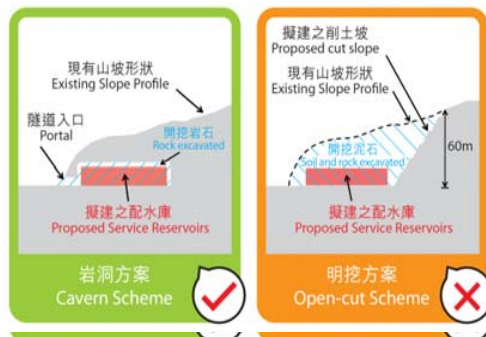 現有山坡形狀
Existing Slope Profile
隧道入口
Portal
開挖岩石
Rock excavated
擬建之配水庫
Proposed Service Reservoirs
岩洞方案
Cavern Scheme
擬建之削土坡
Proposed cut slope
現有山坡形狀
Existing Slope Profile
開挖泥石
Soil and rock excavated
60m
擬建之配水庫
Proposed Service Reservoirs
明挖方案
Open-cut Scheme